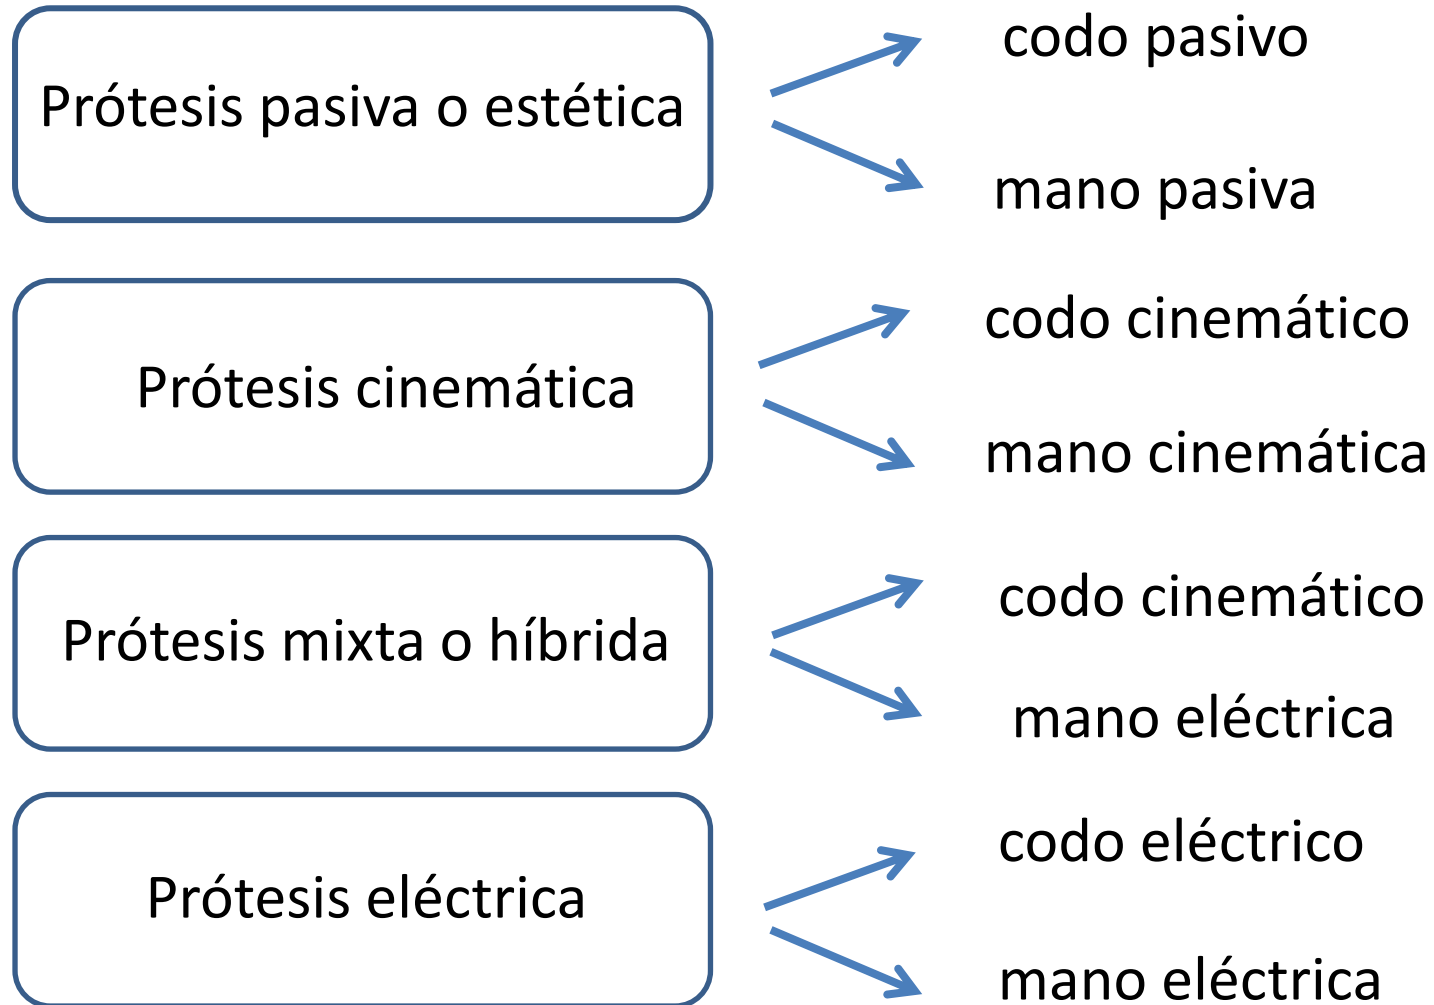 Prótesis pasiva o estética
codo pasivo
mano pasiva
Prótesis cinemática
codo cinemático
mano cinemática
Prótesis mixta o híbrida
codo cinemático
mano eléctrica
Prótesis eléctrica
codo eléctrico
mano eléctrica